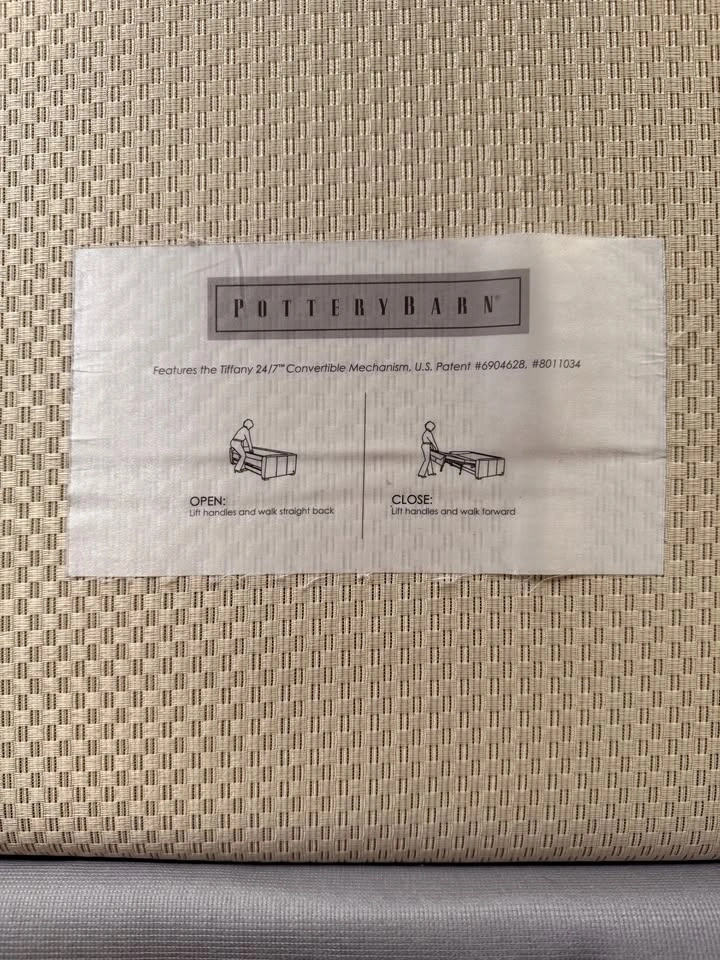 POTTERYBARN®
Features the Tiffany 24/7™ Convertible Mechanism, U.S. Patent #6904628, #8011034
OPEN:
Lift handles and walk straight back
CLOSE:
Lift handles and walk forward